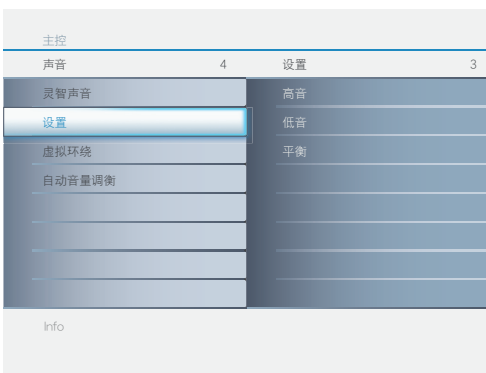 主控
声音 4 设置 3
灵智声音 高音
设置 低音
虚拟环绕 平衡
自动音量调衡
Info